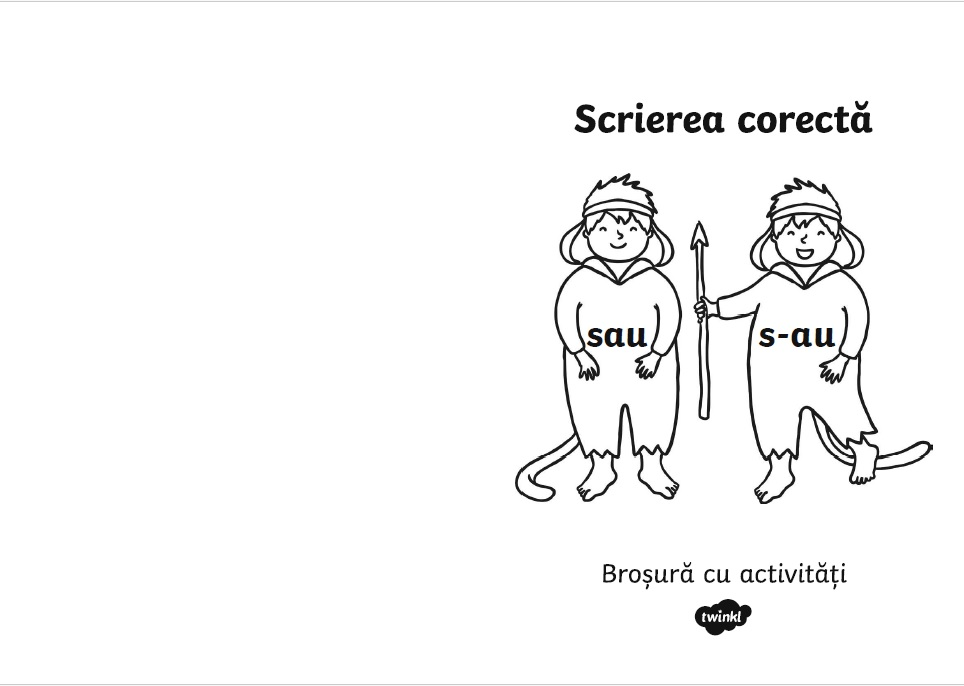 Scrierea corectă
sau s-au
Broșură cu activități
twinkl